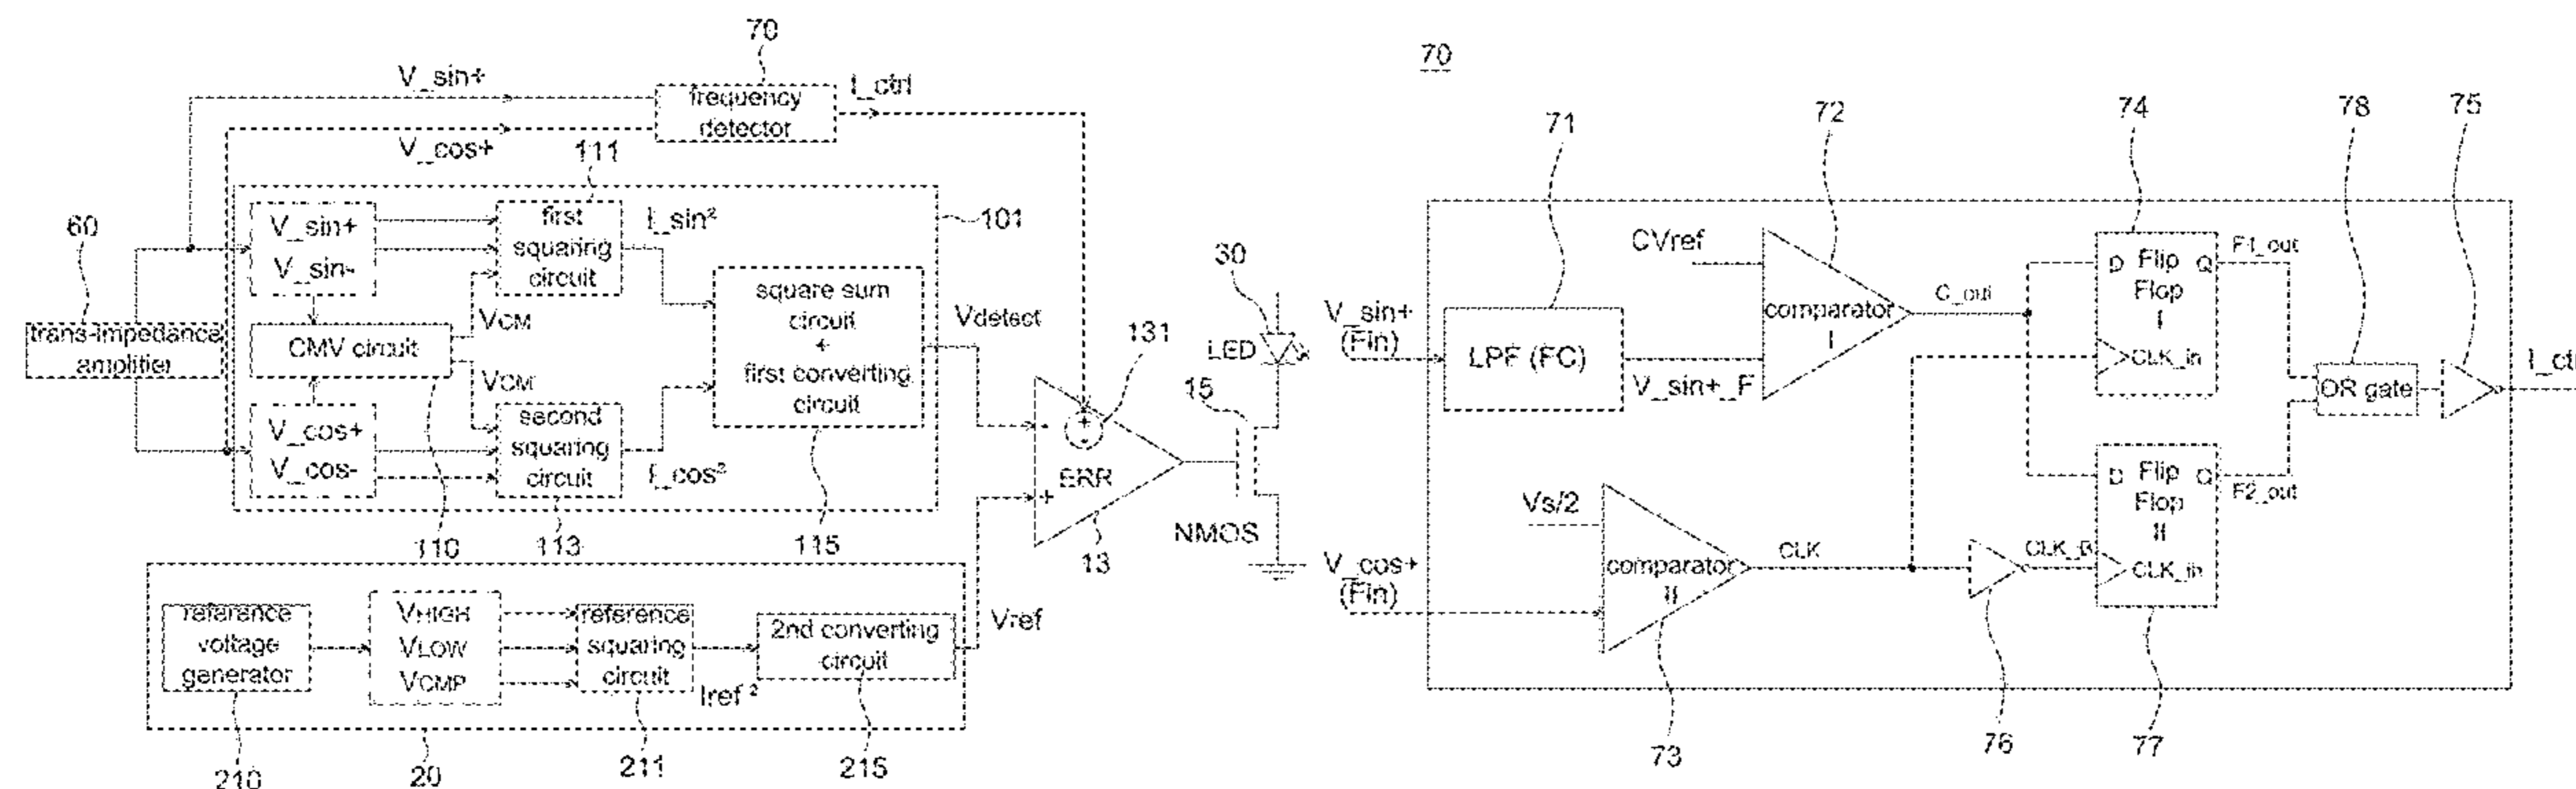 70
V_sin+
I_ctrl
frequency
detector
V_cos+
111
60
V_sin+
V_sin-
first
squaring
circuit
I_sin²
101
trans-impedance
amplifier
CMV circuit
VCM
VCM
square sum
circuit
+
first converting
circuit
Vdetect
131
V_cos+
V_cos-
second
squaring
circuit
I_cos²
110
113
115
+
-
-
ERR
+
13
30
LED
15
NMOS
reference
voltage
generator
VHIGH
VLOW
VCMP
reference
squaring
circuit
Iref²
2nd converting
circuit
Vref
210
20
211
215
70
71
72
74
78
75
CVref
V_sin+
(Fin)
LPF (FC)
V_sin+_F
comparator
I
C_out
D
Flip
Flop
I
Q
CLK_in
F1_out
OR gate
I_ctrl
Vs/2
V_cos+
(Fin)
comparator
II
CLK
CLK_B
D
Flip
Flop
II
Q
CLK_in
F2_out
73
76
77